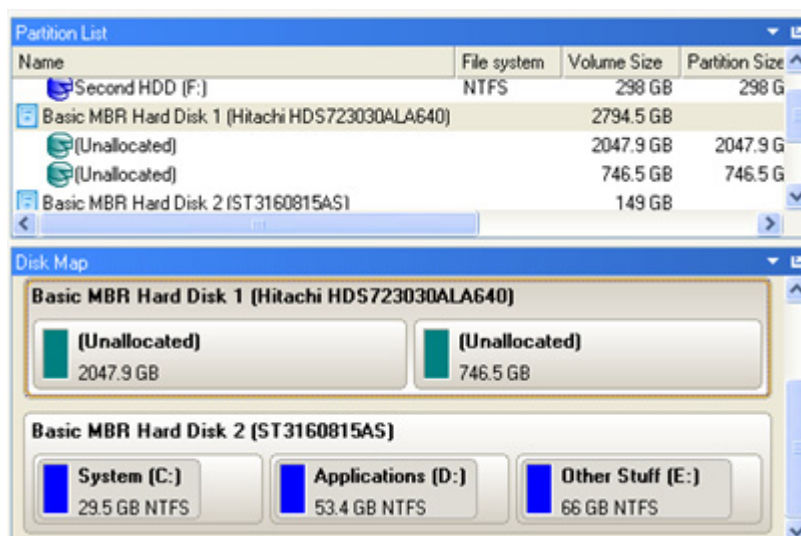 Partition List
Name File system Volume Size Partition Size
Second HDD (F:) NTFS 298 GB 298 G
Basic MBR Hard Disk 1 (Hitachi HDS723030ALA640) 2794.5 GB
(Unallocated) 2047.9 GB 2047.9 G
(Unallocated) 746.5 GB 746.5 G
Basic MBR Hard Disk 2 (ST3160815AS) 149 GB
Disk Map
Basic MBR Hard Disk 1 (Hitachi HDS723030ALA640)
(Unallocated) (Unallocated)
2047.9 GB 746.5 GB
Basic MBR Hard Disk 2 (ST3160815AS)
System (C:) Applications (D:) Other Stuff (E:)
29.5 GB NTFS 53.4 GB NTFS 66 GB NTFS